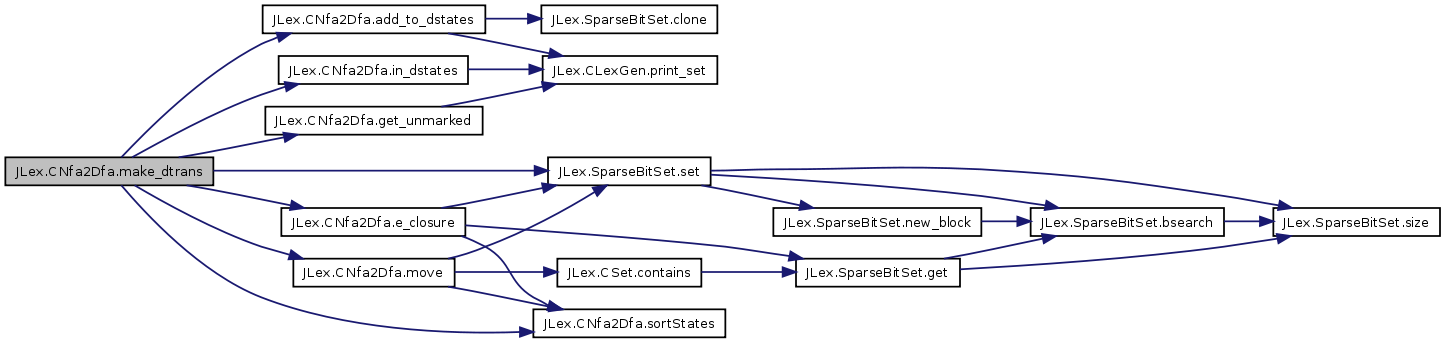 JLex.CNfa2Dfa.add_to_dstates
JLex.SparseBitSet.clone
JLex.CNfa2Dfa.in_dstates
JLex.CLexGen.print_set
JLex.CNfa2Dfa.get_unmarked
JLex.CNfa2Dfa.make_dtrans
JLex.SparseBitSet.set
JLex.CNfa2Dfa.e_closure
JLex.SparseBitSet.new_block
JLex.SparseBitSet.bsearch
JLex.SparseBitSet.size
JLex.CNfa2Dfa.move
JLex.CSet.contains
JLex.SparseBitSet.get
JLex.CNfa2Dfa.sortStates